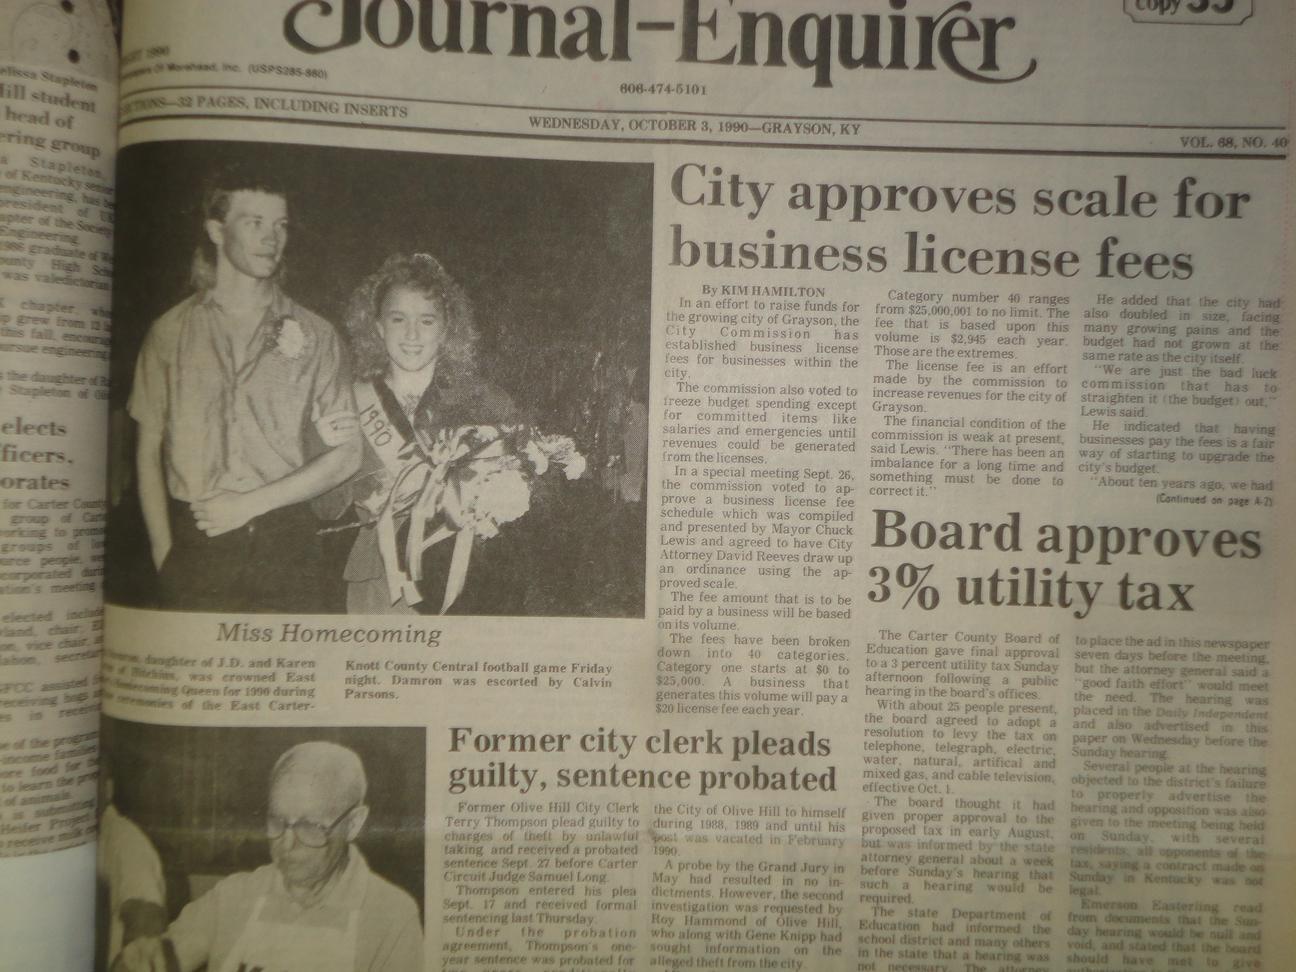 Journal-Enquirer
copy 35
1990
of Morehead, Inc. (USPS285-880)
606-474-5101
32 PAGES, INCLUDING INSERTS
WEDNESDAY, OCTOBER 3, 1990—GRAYSON, KY
VOL. 68, NO. 40
1990
Miss Homecoming
daughter of J.D. and Karen
of Hitchins, was crowned East
Homecoming Queen for 1990 during
ceremonies of the East Carter-
Knott County Central football game Friday
night. Damron was escorted by Calvin
Parsons.
City approves scale for
business license fees
By KIM HAMILTON
In an effort to raise funds for
the growing city of Grayson, the
City Commission has
established business license
fees for businesses within the
city.
The commission also voted to
freeze budget spending except
for committed items like
salaries and emergencies until
revenues could be generated
from the licenses.
In a special meeting Sept. 26,
the commission voted to ap-
prove a business license fee
schedule which was compiled
and presented by Mayor Chuck
Lewis and agreed to have City
Attorney David Reeves draw up
an ordinance using the ap-
proved scale.
The fee amount that is to be
paid by a business will be based
on its volume.
The fees have been broken
down into 40 categories.
Category one starts at $0 to
$25,000. A business that
generates this volume will pay a
$20 license fee each year.
Category number 40 ranges
from $25,000,001 to no limit. The
fee that is based upon this
volume is $2,945 each year.
Those are the extremes.
The license fee is an effort
made by the commission to
increase revenues for the city of
Grayson.
The financial condition of the
commission is weak at present,
said Lewis. "There has been an
imbalance for a long time and
something must be done to
correct it."
He added that the city had
also doubled in size, facing
many growing pains and the
budget had not grown at the
same rate as the city itself.
"We are just the bad luck
commission that has to
straighten it (the budget) out,"
Lewis said.
He indicated that having
businesses pay the fees is a fair
way of starting to upgrade the
city's budget.
"About ten years ago, we had
(Continued on page A-2)
Board approves
3% utility tax
The Carter County Board of
Education gave final approval
to a 3 percent utility tax Sunday
afternoon following a public
hearing in the board's offices.
With about 25 people present,
the board agreed to adopt a
resolution to levy the tax on
telephone, telegraph, electric,
water, natural, artifical and
mixed gas, and cable television,
effective Oct. 1.
The board thought it had
given proper approval to the
proposed tax in early August,
but was informed by the state
attorney general about a week
before Sunday's hearing that
such a hearing would be
required.
The state Department of
Education had informed the
school district and many others
in the state that a hearing was
not necessary. The attorney
to place the ad in this newspaper
seven days before the meeting,
but the attorney general said a
"good faith effort" would meet
the need. The hearing was
placed in the Daily Independent
and also advertised in this
paper on Wednesday before the
Sunday hearing.
Several people at the hearing
objected to the district's failure
to properly advertise the
hearing and opposition was also
given to the meeting being held
on Sunday, with several
residents, all opponents of the
tax, saying a contract made on
Sunday in Kentucky was not
legal.
Emerson Easterling read
from documents that the Sun-
day hearing would be null and
void, and stated that the board
should have met to give
Former city clerk pleads
guilty, sentence probated
Former Olive Hill City Clerk
Terry Thompson plead guilty to
charges of theft by unlawful
taking and received a probated
sentence Sept. 27 before Carter
Circuit Judge Samuel Long.
Thompson entered his plea
Sept. 17 and received formal
sentencing last Thursday.
Under the probation
agreement, Thompson's one-
year sentence was probated for
the City of Olive Hill to himself
during 1988, 1989 and until his
post was vacated in February
1990.
A probe by the Grand Jury in
May had resulted in no in-
dictments. However, the second
investigation was requested by
Roy Hammond of Olive Hill,
who along with Gene Knipp had
sought information on the
alleged theft from the city.